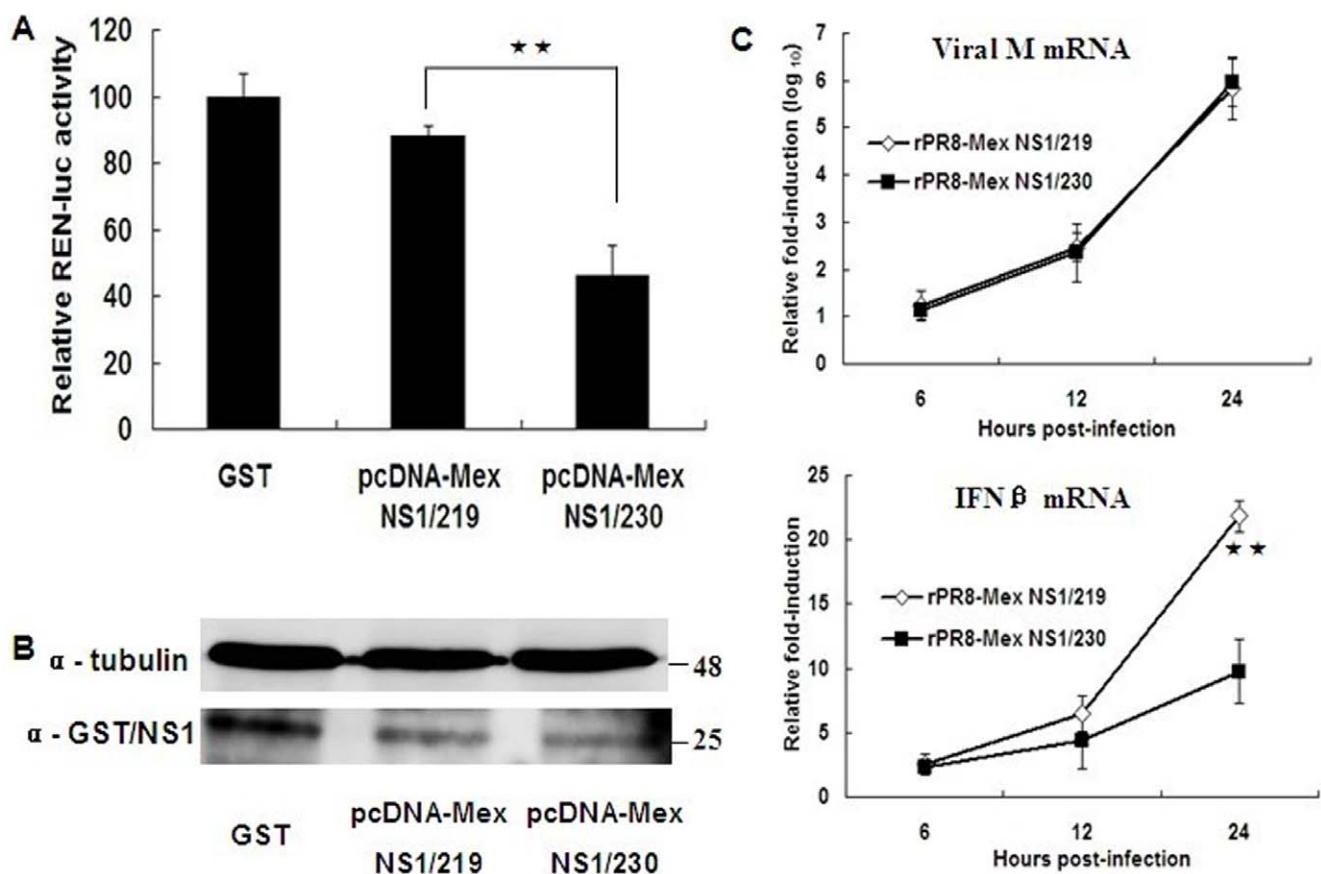 A
Relative REN-luc activity
120
100
80
60
40
20
0
★★
GST
pcDNA-Mex
NS1/219
pcDNA-Mex
NS1/230
B
α - tubulin
48
α - GST/NS1
25
GST
pcDNA-Mex
NS1/219
pcDNA-Mex
NS1/230
C
Viral M mRNA
Relative fold-induction (log 10)
7
6
5
4
3
2
1
0
rPR8-Mex NS1/219
rPR8-Mex NS1/230
6
12
24
Hours post-infection
IFNβ mRNA
Relative fold-induction
25
20
15
10
5
0
rPR8-Mex NS1/219
rPR8-Mex NS1/230
★★
6
12
24
Hours post-infection